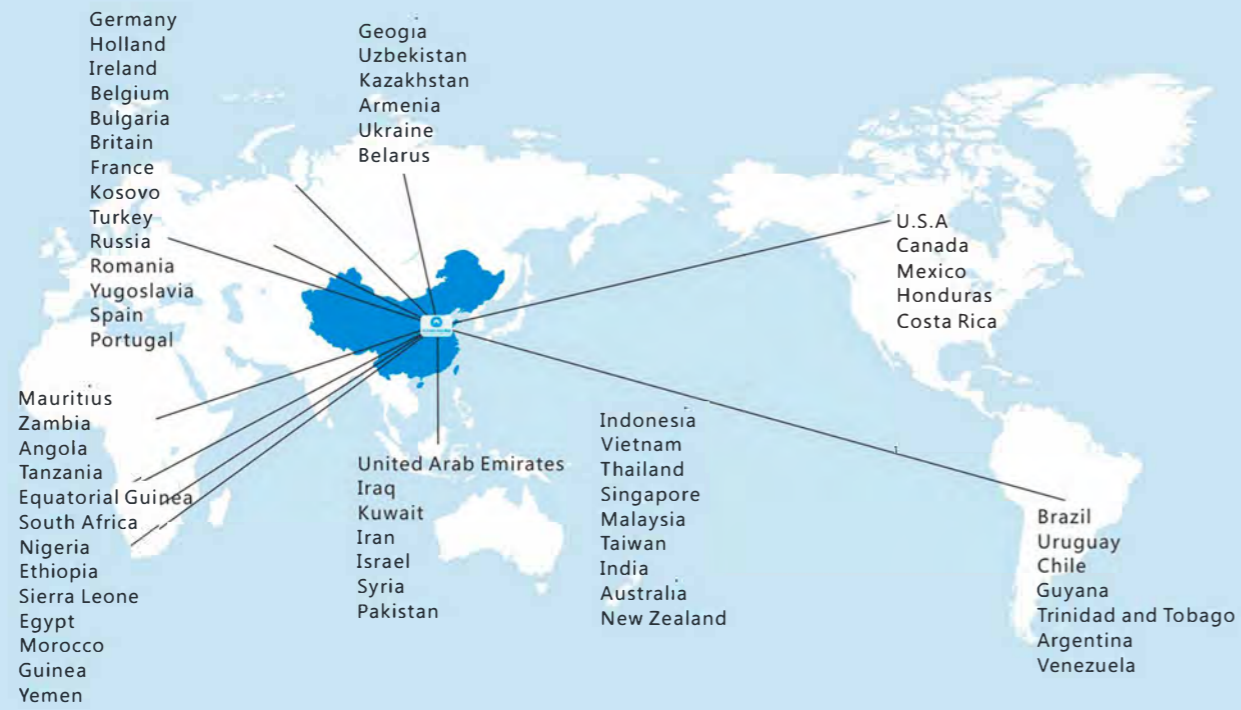 Germany
Holland
Ireland
Belgium
Bulgaria
Britain
France
Kosovo
Turkey
Russia
Romania
Yugoslavia
Spain
Portugal
Geogia
Uzbekistan
Kazakhstan
Armenia
Ukraine
Belarus
U.S.A
Canada
Mexico
Honduras
Costa Rica
Mauritius
Zambia
Angola
Tanzania
Equatorial Guinea
South Africa
Nigeria
Ethiopia
Sierra Leone
Egypt
Morocco
Guinea
Yemen
United Arab Emirates
Iraq
Kuwait
Iran
Israel
Syria
Pakistan
Indonesia
Vietnam
Thailand
Singapore
Malaysia
Taiwan
India
Australia
New Zealand
Brazil
Uruguay
Chile
Guyana
Trinidad and Tobago
Argentina
Venezuela